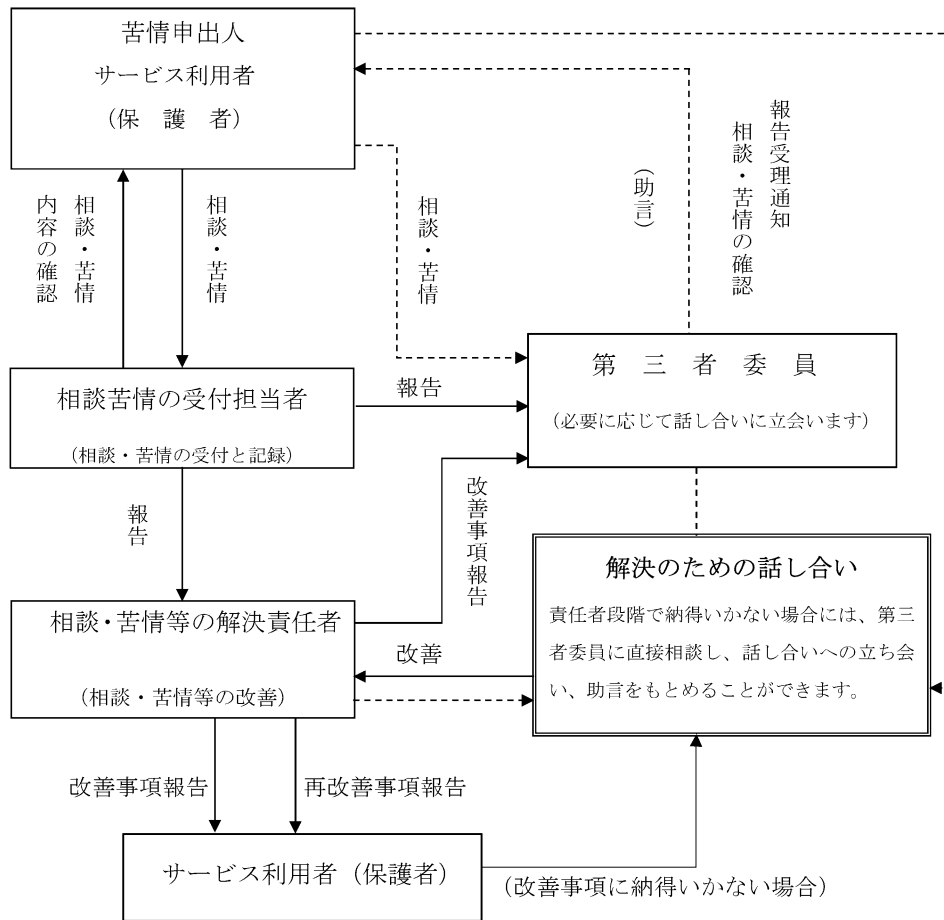 苦情申出人
サービス利用者
（保　護　者）
報告受理通知
相談・苦情の確認
（助言）
相談・苦情
内容の確認
相談・苦情
相談・苦情
第　三　者　委　員
（必要に応じて話し合いに立会います）
相談苦情の受付担当者
（相談・苦情の受付と記録）
報告
報告
改善事項報告
解決のための話し合い
責任者段階で納得いかない場合には、第三
者委員に直接相談し、話し合いへの立ち会
い、助言をもとめることができます。
相談・苦情等の解決責任者
（相談・苦情等の改善）
改善
改善事項報告
再改善事項報告
サービス利用者（保護者）
（改善事項に納得いかない場合）